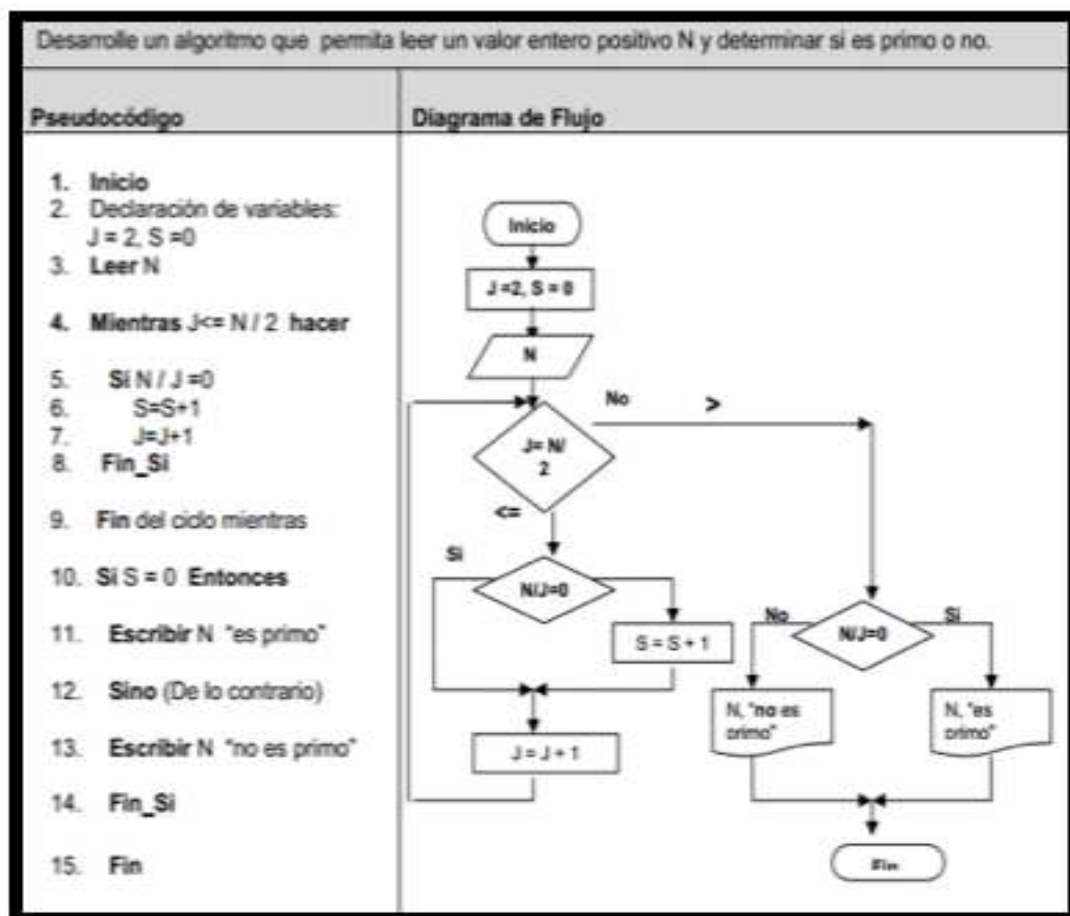 Desarrolle un algoritmo que permita leer un valor entero positivo N y determinar si es primo o no.
Pseudocódigo
Diagrama de Flujo
1. Inicio
2. Declaración de variables:
J = 2, S =0
3. Leer N
4. Mientras J<= N / 2 hacer
5. Si N / J =0
6. S=S+1
7. J=J+1
8. Fin_Si
9. Fin del ciclo mientras
10. Si S = 0 Entonces
11. Escribir N "es primo"
12. Sino (De lo contrario)
13. Escribir N "no es primo"
14. Fin_Si
15. Fin
Inicio
J =2, S = 0
N
No
>
J= N/
2
<=
Si
N/J=0
S = S + 1
J = J + 1
No
N/J=0
Si
N, "no es
primo"
N, "es
primo"
Fin